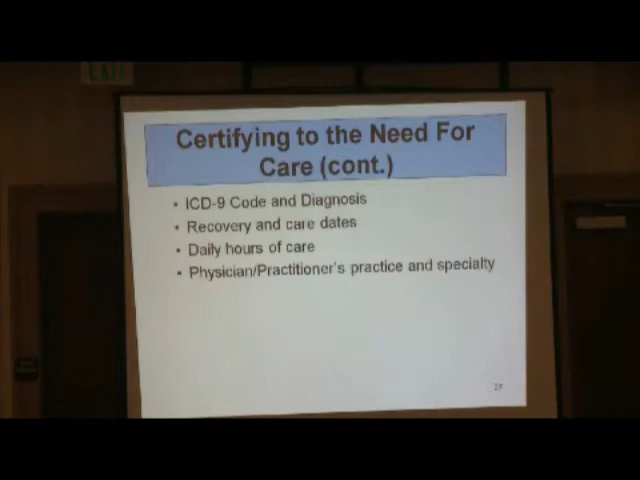 EXIT
Certifying to the Need For
Care (cont.)
• ICD-9 Code and Diagnosis
• Recovery and care dates
• Daily hours of care
• Physician/Practitioner's practice and specialty